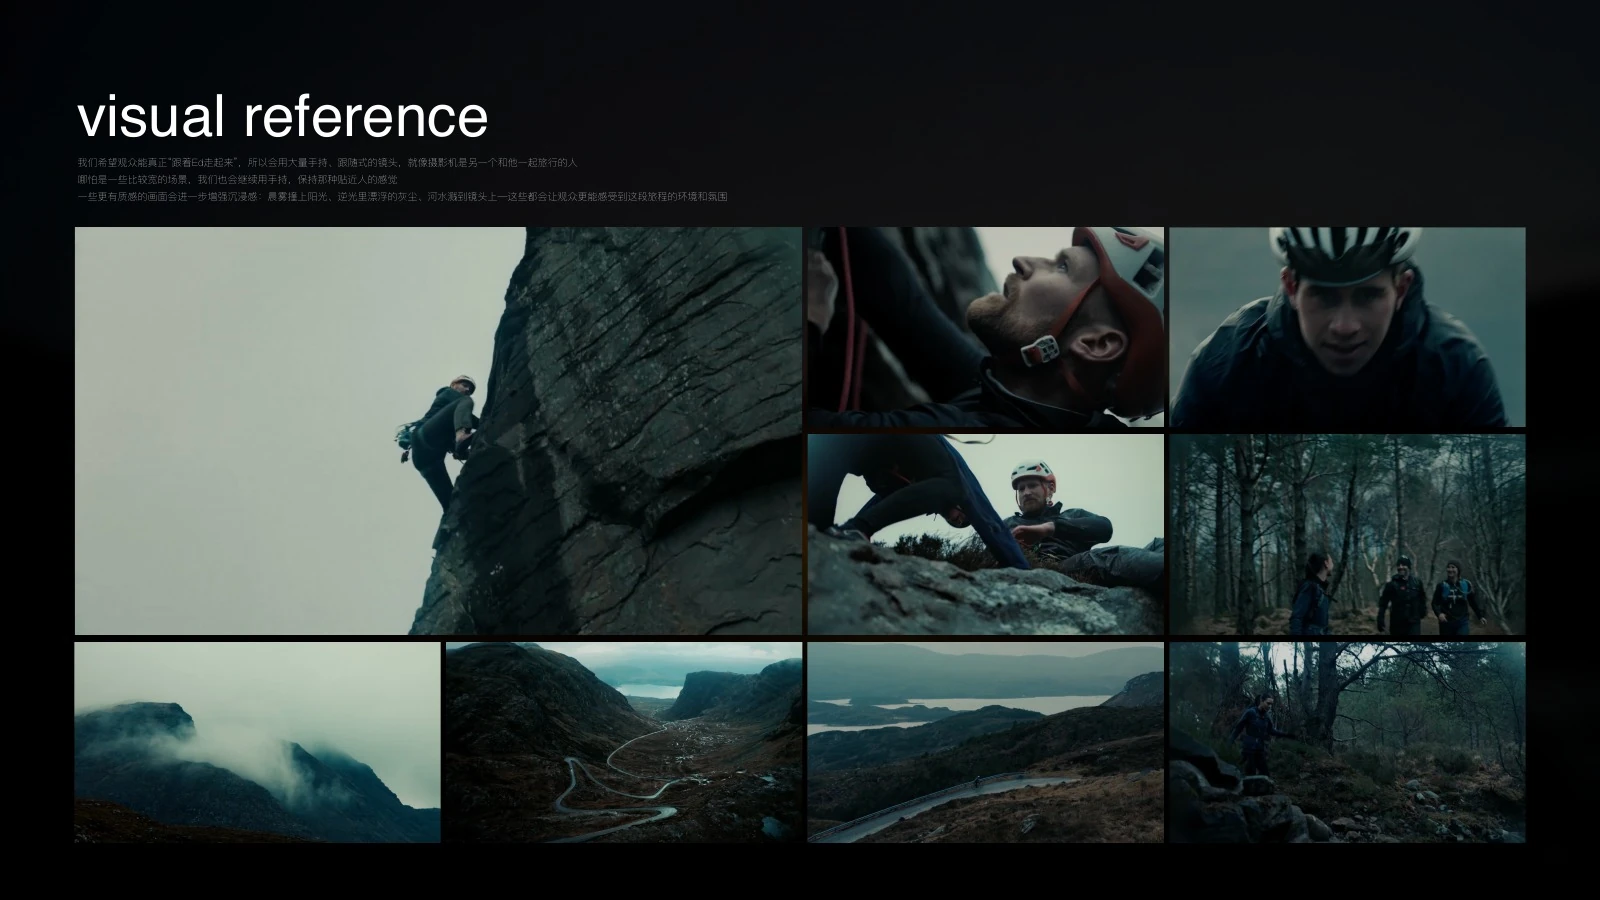 visual reference
我们希望观众能真正“跟着Ed走起来”，所以会用大量手持、跟随式的镜头，就像摄影机是另一个和他一起旅行的人
哪怕是一些比较宽的场景，我们也会继续用手持，保持那种贴近人的感觉
一些更有质感的画面会进一步增强沉浸感：晨雾撞上阳光、逆光里漂浮的灰尘、河水溅到镜头上—这些都会让观众更能感受到这段旅程的环境和氛围